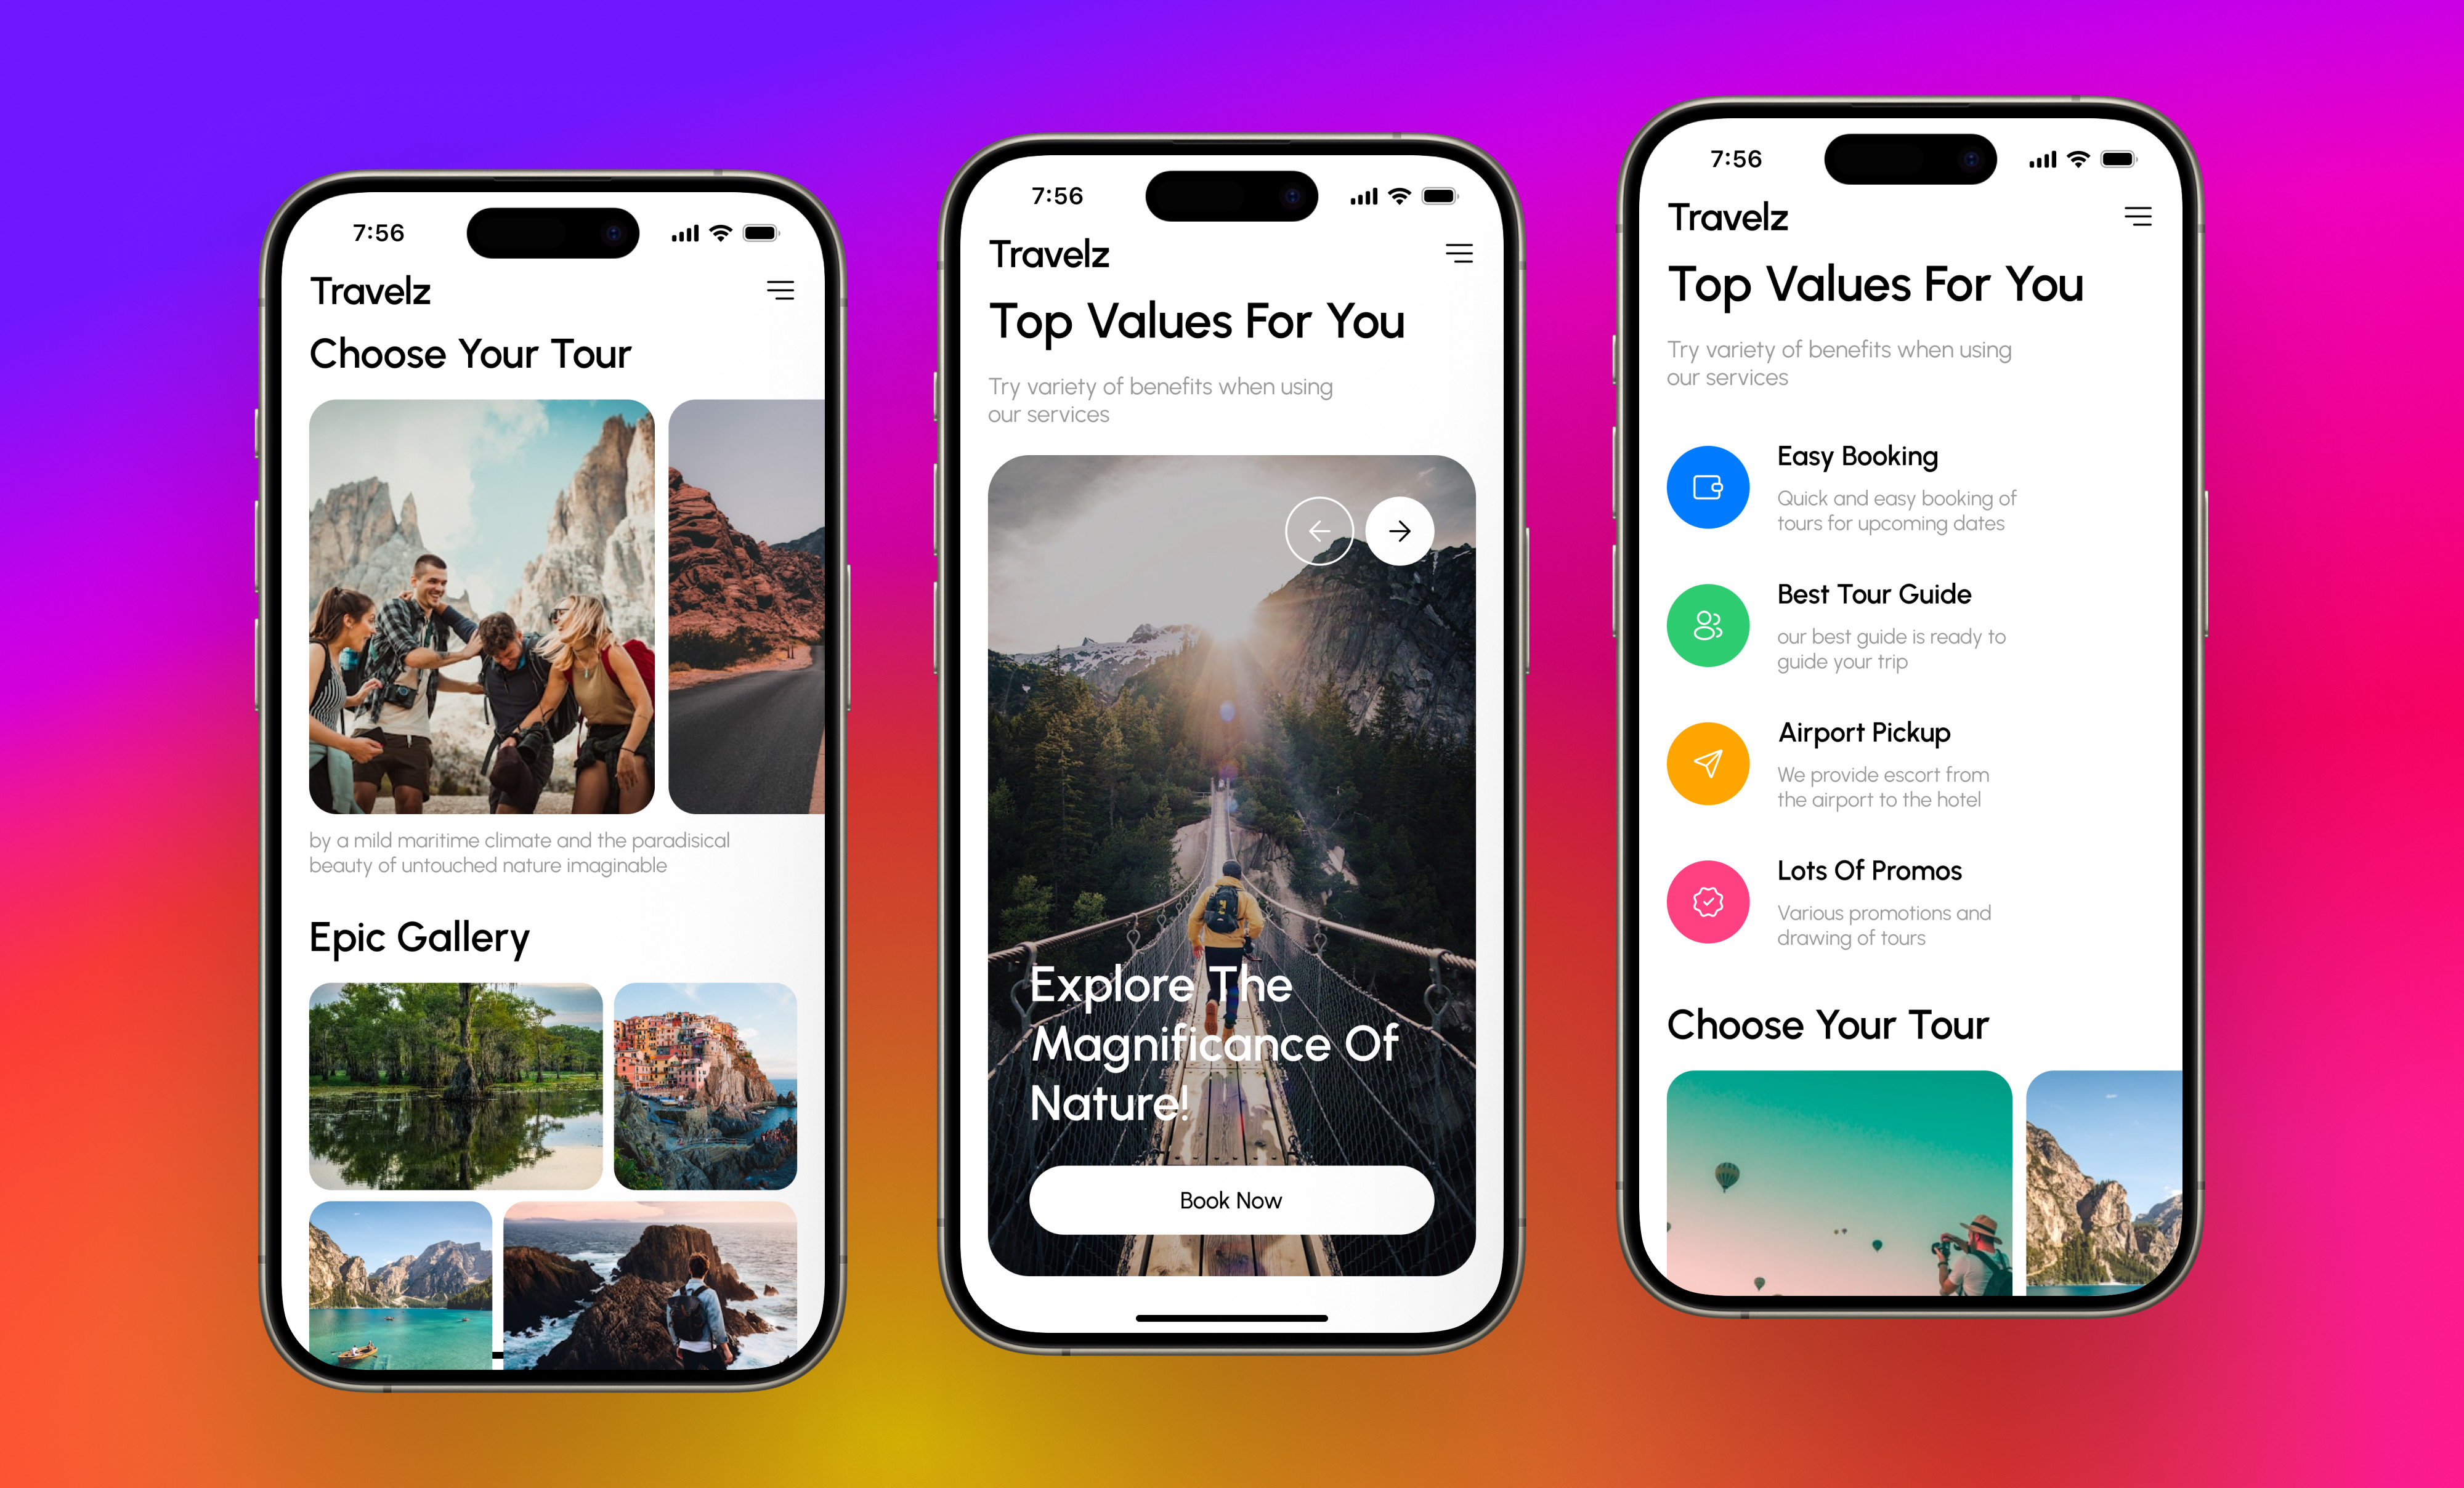 7:56
Travelz
Choose Your Tour
by a mild maritime climate and the paradisical
beauty of untouched nature imaginable
Epic Gallery
7:56
Travelz
Top Values For You
Try variety of benefits when using
our services
Explore The
Magnificance Of
Nature!
Book Now
7:56
Travelz
Top Values For You
Try variety of benefits when using
our services
Easy Booking
Quick and easy booking of
tours for upcoming dates
Best Tour Guide
our best guide is ready to
guide your trip
Airport Pickup
We provide escort from
the airport to the hotel
Lots Of Promos
Various promotions and
drawing of tours
Choose Your Tour